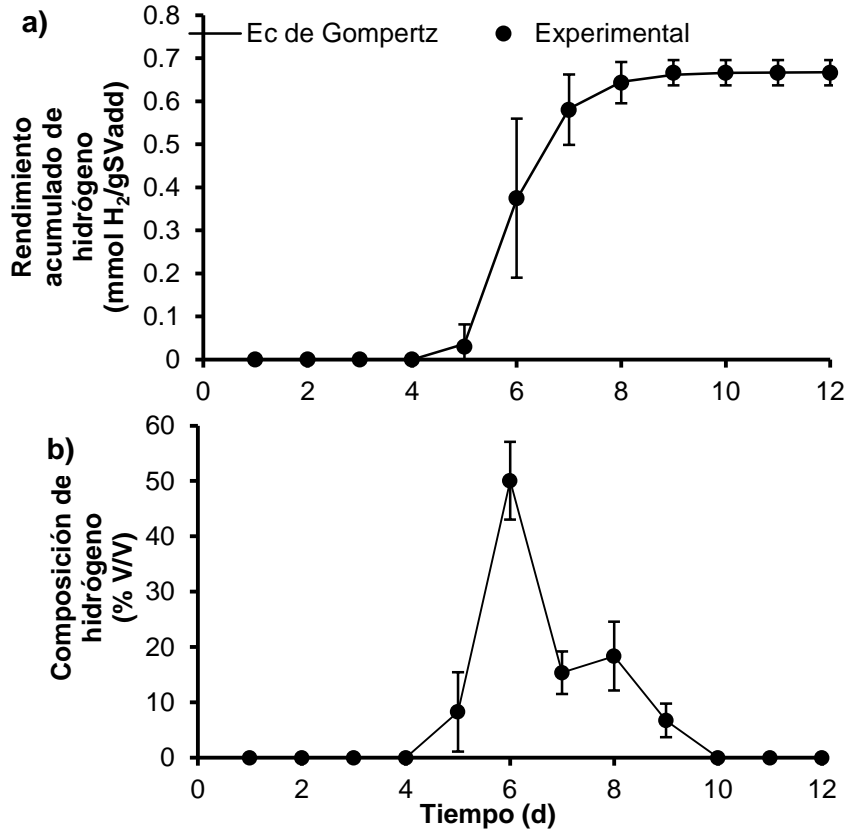 a)
Ec de Gompertz
Experimental
Rendimiento
acumulado de
hidrógeno
(mmol H₂/gSVadd)
0.8
0.7
0.6
0.5
0.4
0.3
0.2
0.1
0
0 2 4 6 8 10 12
b)
Composición de
hidrógeno
(% V/V)
60
50
40
30
20
10
0
0 2 4 6 8 10 12
Tiempo (d)